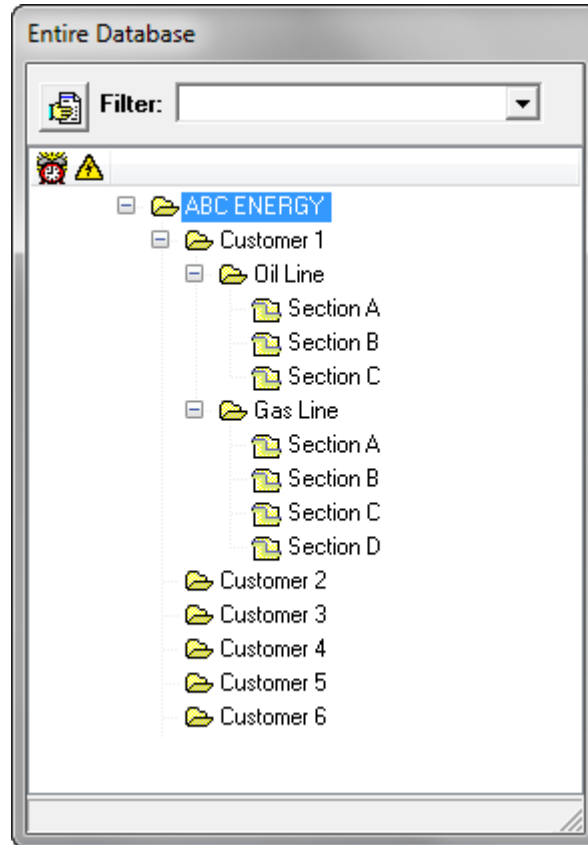 Entire Database
Filter:
ABC ENERGY
Customer 1
Oil Line
Section A
Section B
Section C
Gas Line
Section A
Section B
Section C
Section D
Customer 2
Customer 3
Customer 4
Customer 5
Customer 6